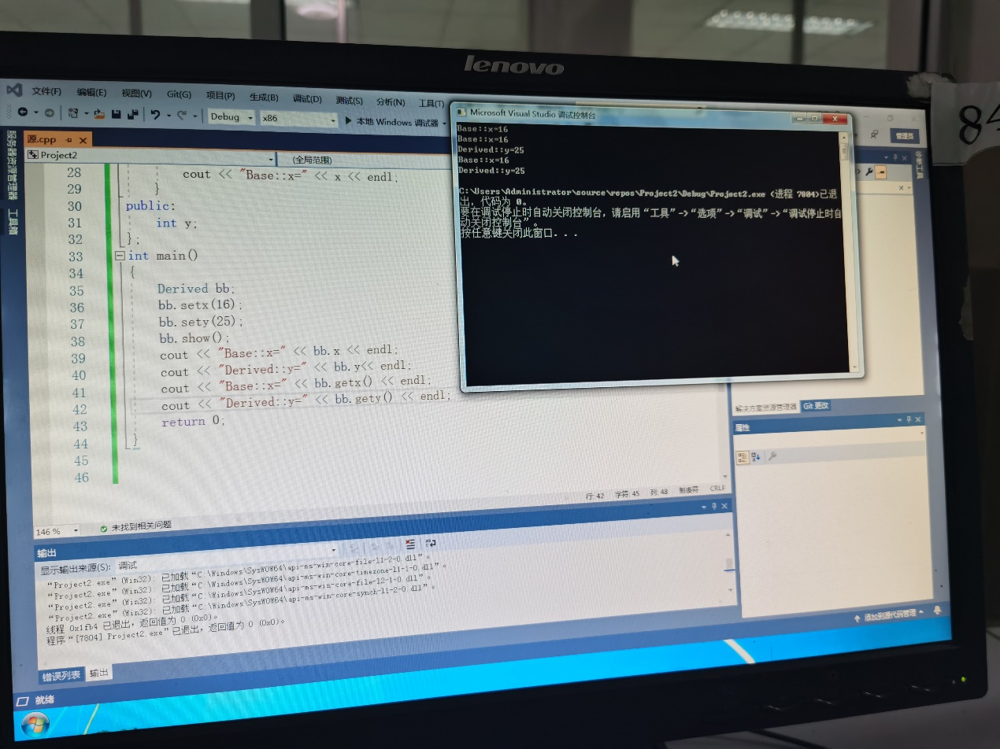 lenovo
84
文件(F) 编辑(E) 视图(V) Git(G) 项目(P) 生成(B) 调试(D) 测试(S) 分析(N) 工具(T)
Debug x86 本地 Windows 调试器
管理员
源.cpp
Project2 (全局范围)
服务器资源管理器 工具箱
诊断工具
28 cout << "Base::x=" << x << endl;
29 }
30 public:
31 int y;
32 };
33 int main()
34 {
35 Derived bb;
36 bb.setx(16);
37 bb.sety(25);
38 bb.show();
39 cout << "Base::x=" << bb.x << endl;
40 cout << "Derived::y=" << bb.y<< endl;
41 cout << "Base::x=" << bb.getx() << endl;
42 cout << "Derived::y=" << bb.gety() << endl;
43 return 0;
44 }
45
46
Microsoft Visual Studio 调试控制台
Base::x=16
Base::x=16
Derived::y=25
Base::x=16
Derived::y=25
C:\Users\Administrator\source\repos\Project2\Debug\Project2.exe (进程 7804)已退
出，代码为 0。
要在调试停止时自动关闭控制台，请启用“工具”->“选项”->“调试”->“调试停止时自
动关闭控制台”。
按任意键关闭此窗口. . .
解决方案资源管理器 Git 更改
属性
行: 42 字符: 45 列: 48 制表符 CRLF
146 % 未找到相关问题
输出
显示输出来源(S): 调试
“Project2.exe”(Win32): 已加载“C:\Windows\SysWOW64\api-ms-win-core-file-l1-2-0.dll”。
“Project2.exe”(Win32): 已加载“C:\Windows\SysWOW64\api-ms-win-core-timezone-l1-1-0.dll”。
“Project2.exe”(Win32): 已加载“C:\Windows\SysWOW64\api-ms-win-core-file-l2-1-0.dll”。
“Project2.exe”(Win32): 已加载“C:\Windows\SysWOW64\api-ms-win-core-synch-l1-2-0.dll”。
线程 0x1fb4 已退出，返回值为 0 (0x0)。
程序“[7804] Project2.exe”已退出，返回值为 0 (0x0)。
错误列表 输出
就绪
添加到源代码管理